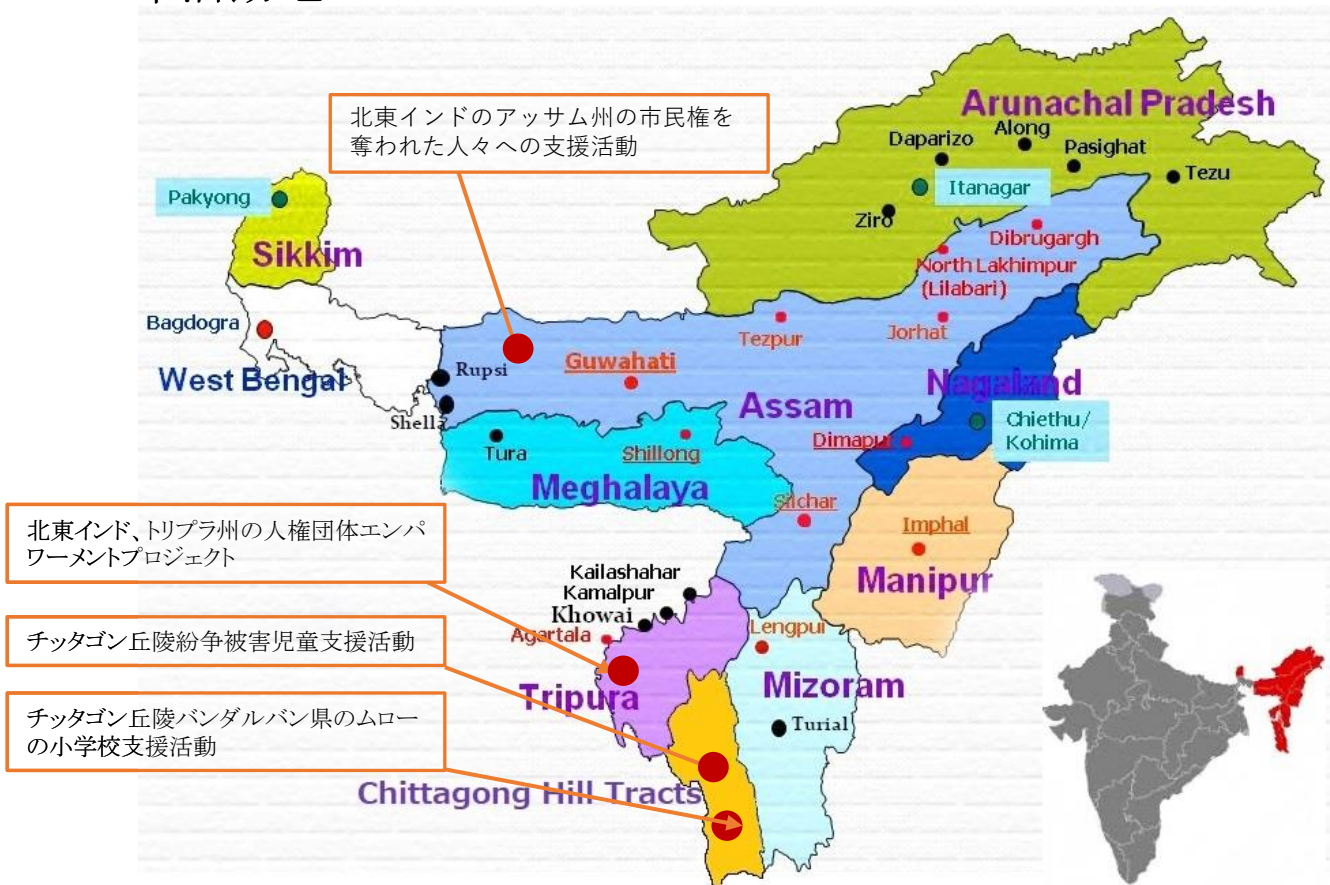 北東インドのアッサム州の市民権を
奪われた人々への支援活動
Arunachal Pradesh
Along
Daparizo
Pasighat
Tezu
Itanagar
Pakyong
Ziro
Sikkim
Dibrugargh
North Lakhimpur
(Lilabari)
Bagdogra
Tezpur
Jorhat
Rupsi
Guwahati
West Bengal
Nagaland
Assam
Shella
Chiethu/
Kohima
Tura
Shillong
Dimapur
Meghalaya
Silchar
北東インド、トリプラ州の人権団体エンパ
ワーメントプロジェクト
Imphal
Kailashahar
Manipur
Kamalpur
Khowai
Agartala
Lengpui
チッタゴン丘陵紛争被害児童支援活動
Tripura
Mizoram
チッタゴン丘陵バンダルバン県のムロー
の小学校支援活動
Turial
Chittagong Hill Tracts